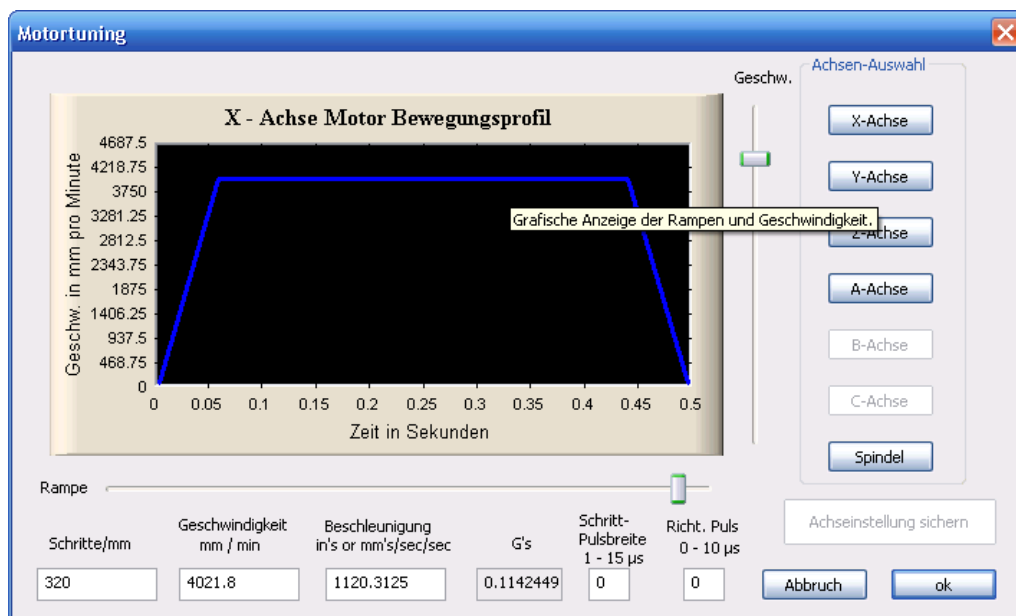 Motortuning
Geschw.
Achsen-Auswahl
X - Achse Motor Bewegungsprofil
Geschw. in mm pro Minute
4687.5
4218.75
3750
3281.25
2812.5
2343.75
1875
1406.25
937.5
468.75
0
0 0.05 0.1 0.15 0.2 0.25 0.3 0.35 0.4 0.45 0.5
Zeit in Sekunden
Grafische Anzeige der Rampen und Geschwindigkeit.
X-Achse
Y-Achse
Z-Achse
A-Achse
B-Achse
C-Achse
Spindel
Rampe
Schritte/mm
320
Geschwindigkeit
mm / min
4021.8
Beschleunigung
in's or mm's/sec/sec
1120.3125
G's
0.1142449
Schritt-
Pulsbreite
1 - 15 µs
0
Richt. Puls
0 - 10 µs
0
Achseinstellung sichern
Abbruch
ok